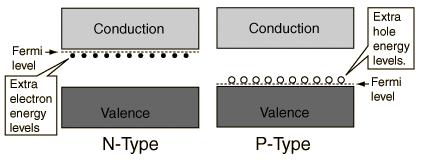 Conduction
Fermi
level
Extra
electron
energy
levels
Valence
N-Type
Conduction
Extra
hole
energy
levels.
Fermi
level
Valence
P-Type